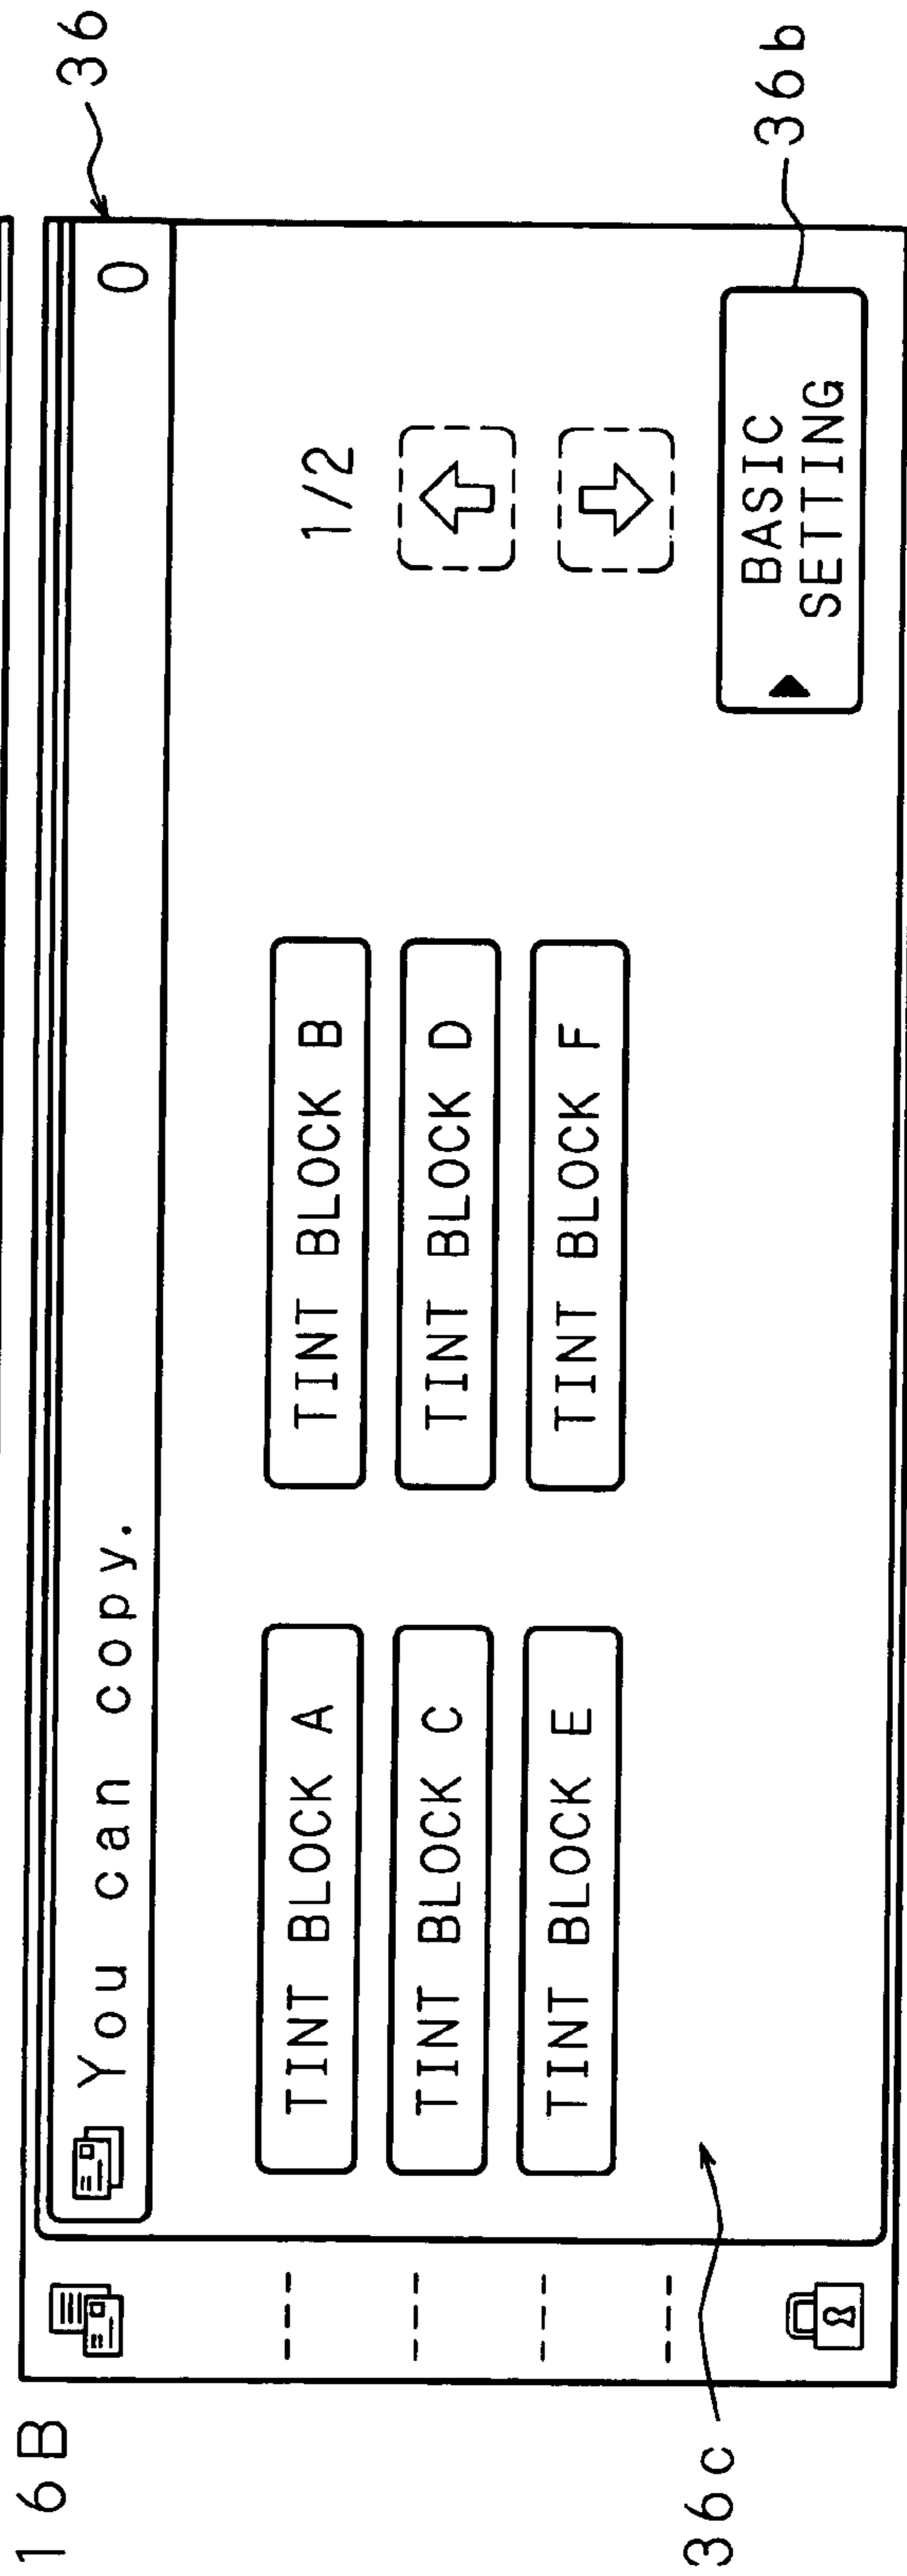 16B
36
You can copy. 0
TINT BLOCK A
TINT BLOCK B
1/2
TINT BLOCK C
TINT BLOCK D
TINT BLOCK E
TINT BLOCK F
BASIC
SETTING
36b
36c